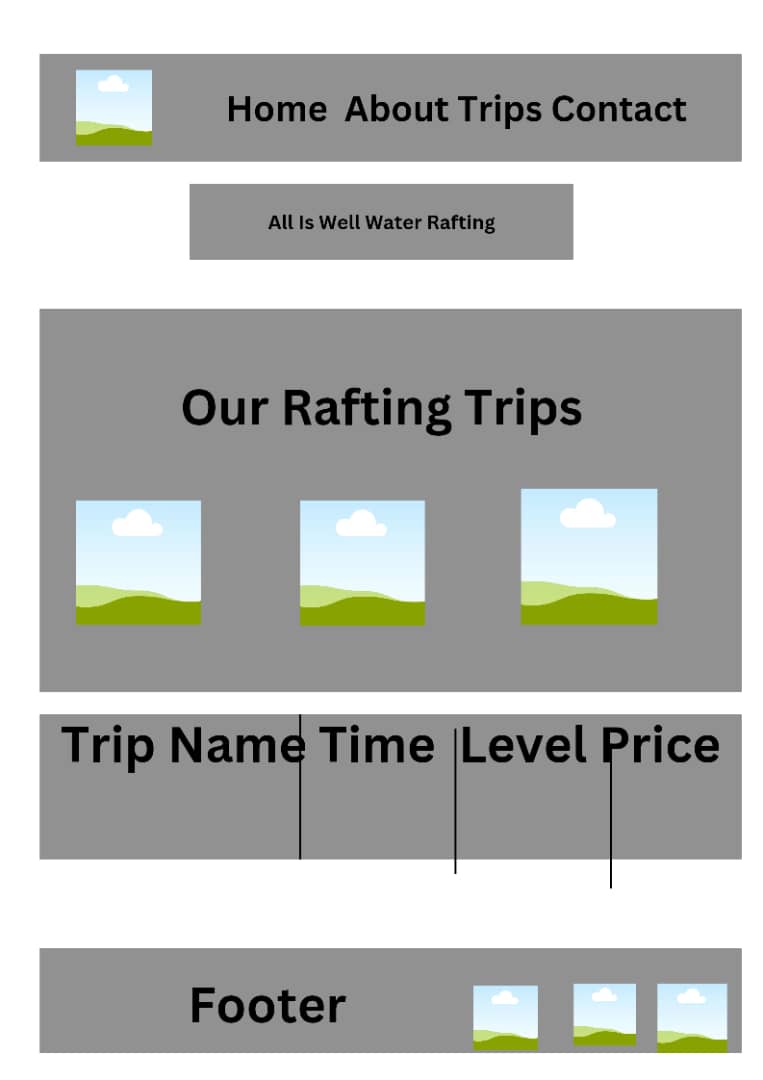 Home About Trips Contact
All Is Well Water Rafting
Our Rafting Trips
Trip Name Time Level Price
Footer